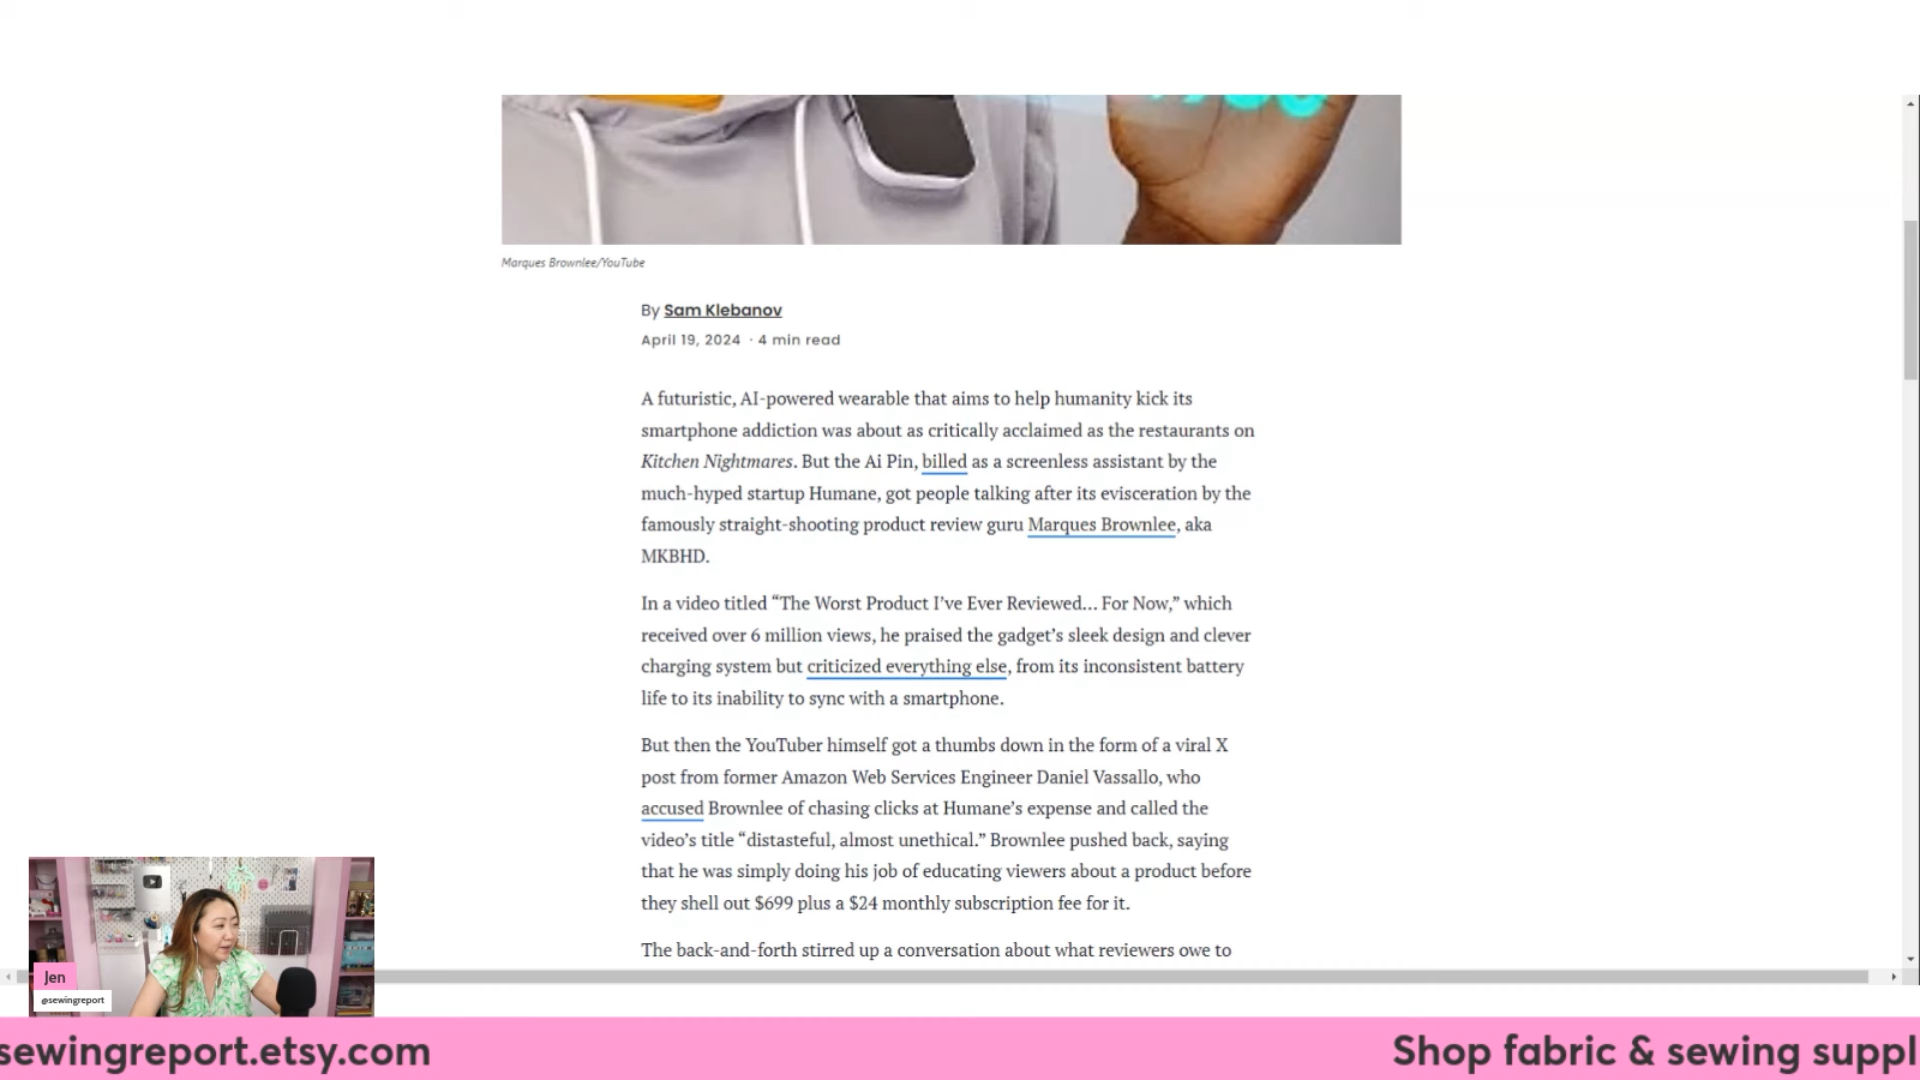 Marques Brownlee/YouTube
By Sam Klebanov
April 19, 2024 · 4 min read
A futuristic, AI-powered wearable that aims to help humanity kick its
smartphone addiction was about as critically acclaimed as the restaurants on
Kitchen Nightmares. But the Ai Pin, billed as a screenless assistant by the
much-hyped startup Humane, got people talking after its evisceration by the
famously straight-shooting product review guru Marques Brownlee, aka
MKBHD.
In a video titled “The Worst Product I’ve Ever Reviewed... For Now,” which
received over 6 million views, he praised the gadget’s sleek design and clever
charging system but criticized everything else, from its inconsistent battery
life to its inability to sync with a smartphone.
But then the YouTuber himself got a thumbs down in the form of a viral X
post from former Amazon Web Services Engineer Daniel Vassallo, who
accused Brownlee of chasing clicks at Humane’s expense and called the
video’s title “distasteful, almost unethical.” Brownlee pushed back, saying
that he was simply doing his job of educating viewers about a product before
they shell out $699 plus a $24 monthly subscription fee for it.
The back-and-forth stirred up a conversation about what reviewers owe to
Jen
@sewingreport
sewingreport.etsy.com
Shop fabric & sewing suppl